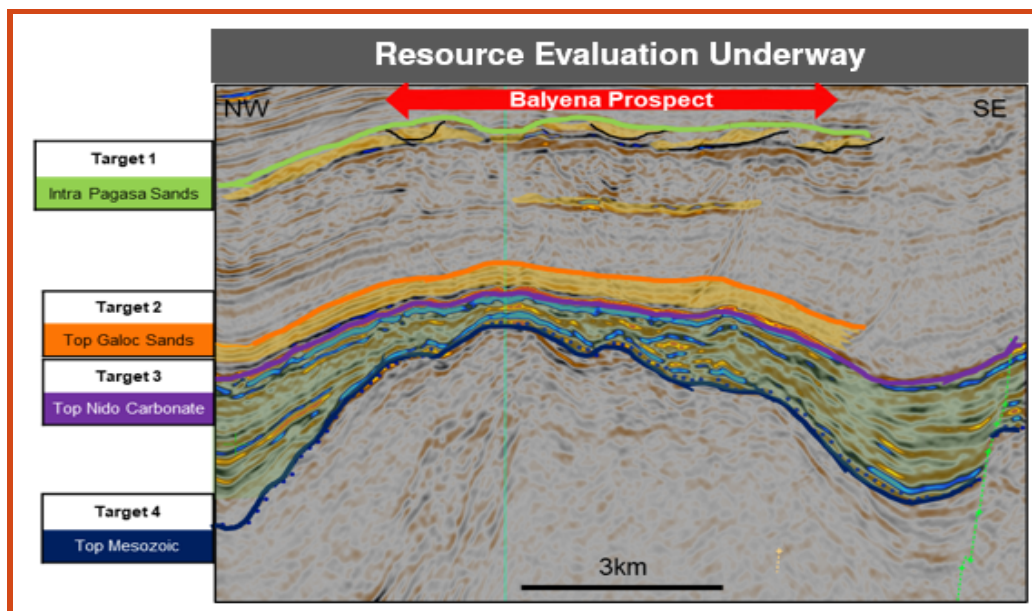 Resource Evaluation Underway
NW
Balyena Prospect
SE
Target 1
Intra Pagasa Sands
Target 2
Top Galoc Sands
Target 3
Top Nido Carbonate
Target 4
Top Mesozoic
3km